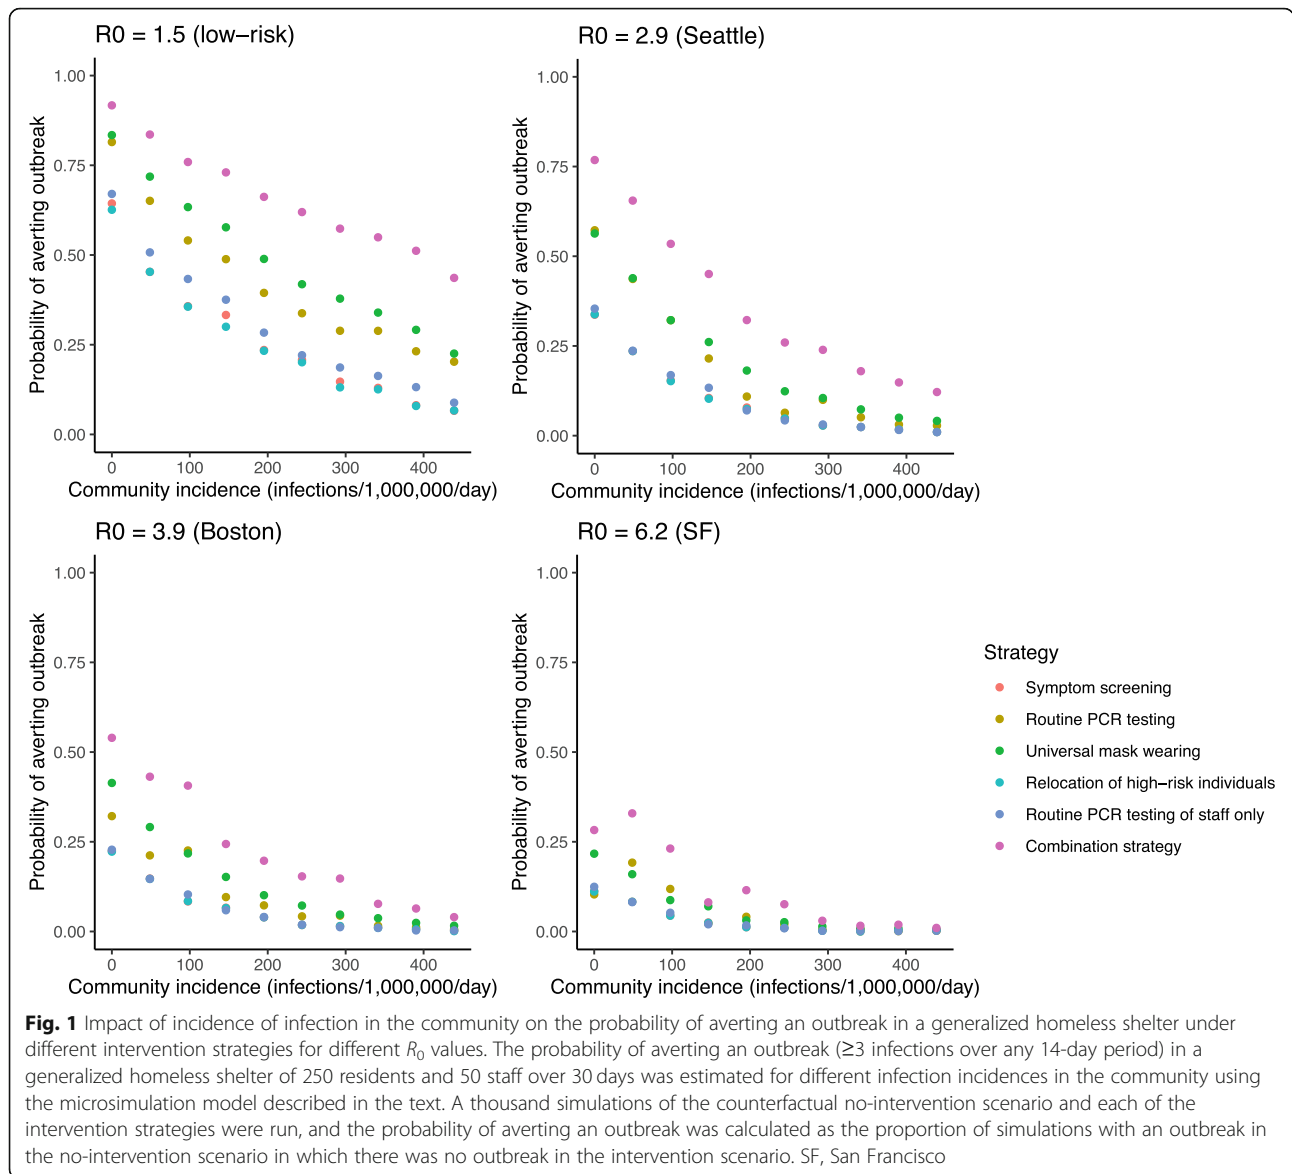 R0 = 1.5 (low−risk)
Probability of averting outbreak
1.00
0.75
0.50
0.25
0.00
0 100 200 300 400
Community incidence (infections/1,000,000/day)
R0 = 2.9 (Seattle)
Probability of averting outbreak
1.00
0.75
0.50
0.25
0.00
0 100 200 300 400
Community incidence (infections/1,000,000/day)
R0 = 3.9 (Boston)
Probability of averting outbreak
1.00
0.75
0.50
0.25
0.00
0 100 200 300 400
Community incidence (infections/1,000,000/day)
R0 = 6.2 (SF)
Probability of averting outbreak
1.00
0.75
0.50
0.25
0.00
0 100 200 300 400
Community incidence (infections/1,000,000/day)
Strategy
Symptom screening
Routine PCR testing
Universal mask wearing
Relocation of high−risk individuals
Routine PCR testing of staff only
Combination strategy
Fig. 1 Impact of incidence of infection in the community on the probability of averting an outbreak in a generalized homeless shelter under
different intervention strategies for different R0 values. The probability of averting an outbreak (≥3 infections over any 14-day period) in a
generalized homeless shelter of 250 residents and 50 staff over 30 days was estimated for different infection incidences in the community using
the microsimulation model described in the text. A thousand simulations of the counterfactual no-intervention scenario and each of the
intervention strategies were run, and the probability of averting an outbreak was calculated as the proportion of simulations with an outbreak in
the no-intervention scenario in which there was no outbreak in the intervention scenario. SF, San Francisco